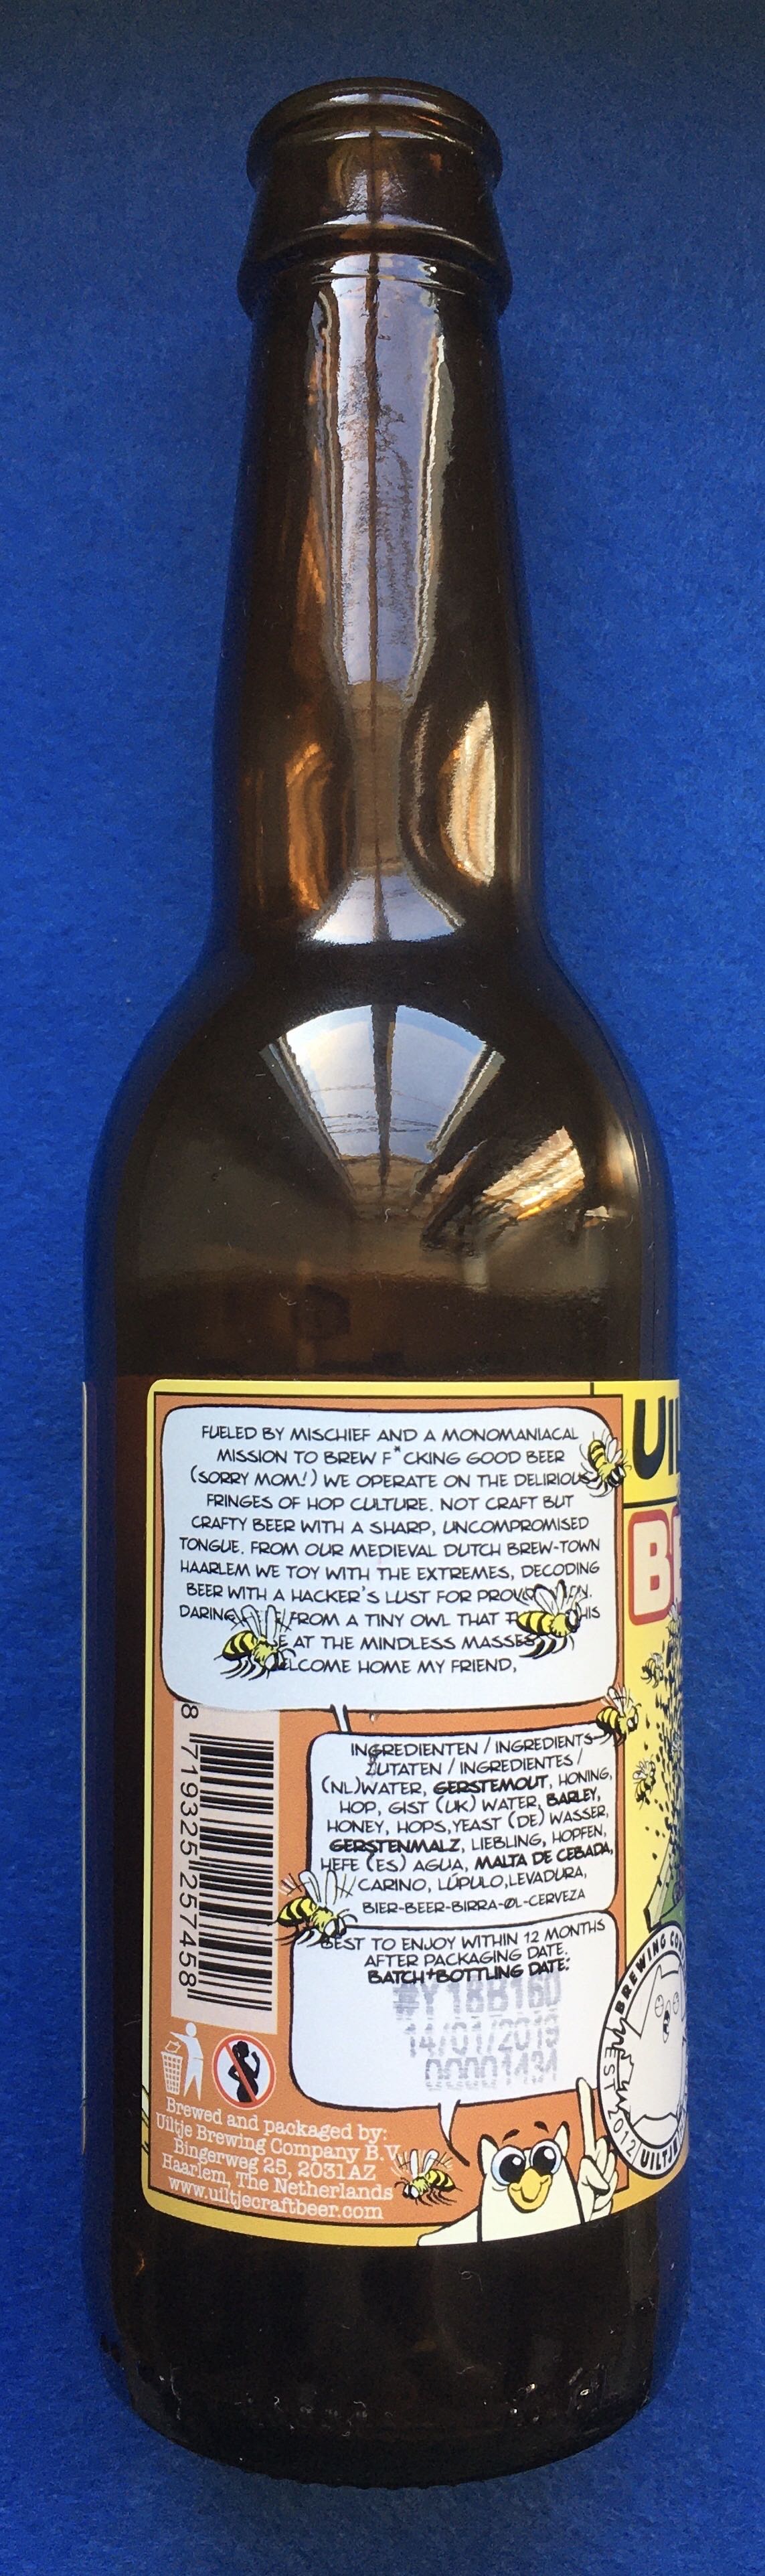 FUELED BY MISCHIEF AND A MONOMANIACAL
MISSION TO BREW F*CKING GOOD BEER
(SORRY MOM!) WE OPERATE ON THE DELIRIOUS
FRINGES OF HOP CULTURE. NOT CRAFT BUT
CRAFTY BEER WITH A SHARP, UNCOMPROMISED
TONGUE. FROM OUR MEDIEVAL DUTCH BREW-TOWN
HAARLEM WE TOY WITH THE EXTREMES, DECODING
BEER WITH A HACKER'S LUST FOR
DARING FROM A TINY OWL THAT
AT THE MINDLESS MASSES
HOME MY FRIEND,
8 719325 257458
INGREDIENTEN / INGREDIENTS
ZUTATEN / INGREDIENTES /
(NL)WATER, GERSTEMOUT, HONING,
HOP, GIST (UK) WATER, BARLEY,
HONEY, HOPS,YEAST (DE) WASSER,
GERSTENMALZ, LIEBLING, HOPFEN,
HEFE (ES) AGUA, MALTA DE CEBADA,
CARINO, LÚPULO,LEVADURA,
BIER-BEER-BIRRA-ØL-CERVEZA
BEST TO ENJOY WITHIN 12 MONTHS
AFTER PACKAGING DATE.
BATCH+BOTTLING DATE:
#Y18B160
14/01/2019
00001434
Brewed and packaged by:
Uiltje Brewing Company B.V.
Bingerweg 25, 2031AZ
Haarlem, The Netherlands
www.uiltjecraftbeer.com
BREWING
EST 2012